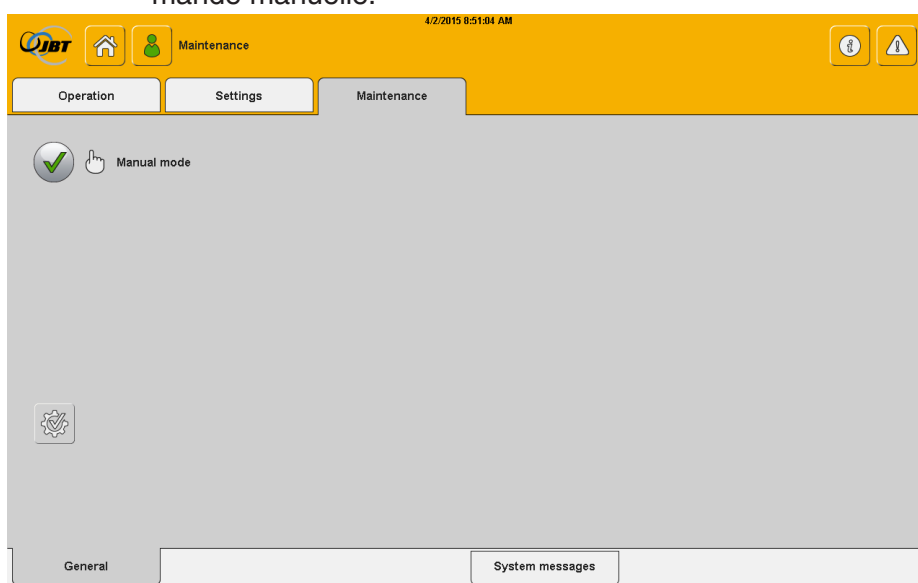 mande manuelle.
4/2/2015 8:51:04 AM
JBT
Maintenance
Operation
Settings
Maintenance
Manual mode
General
System messages